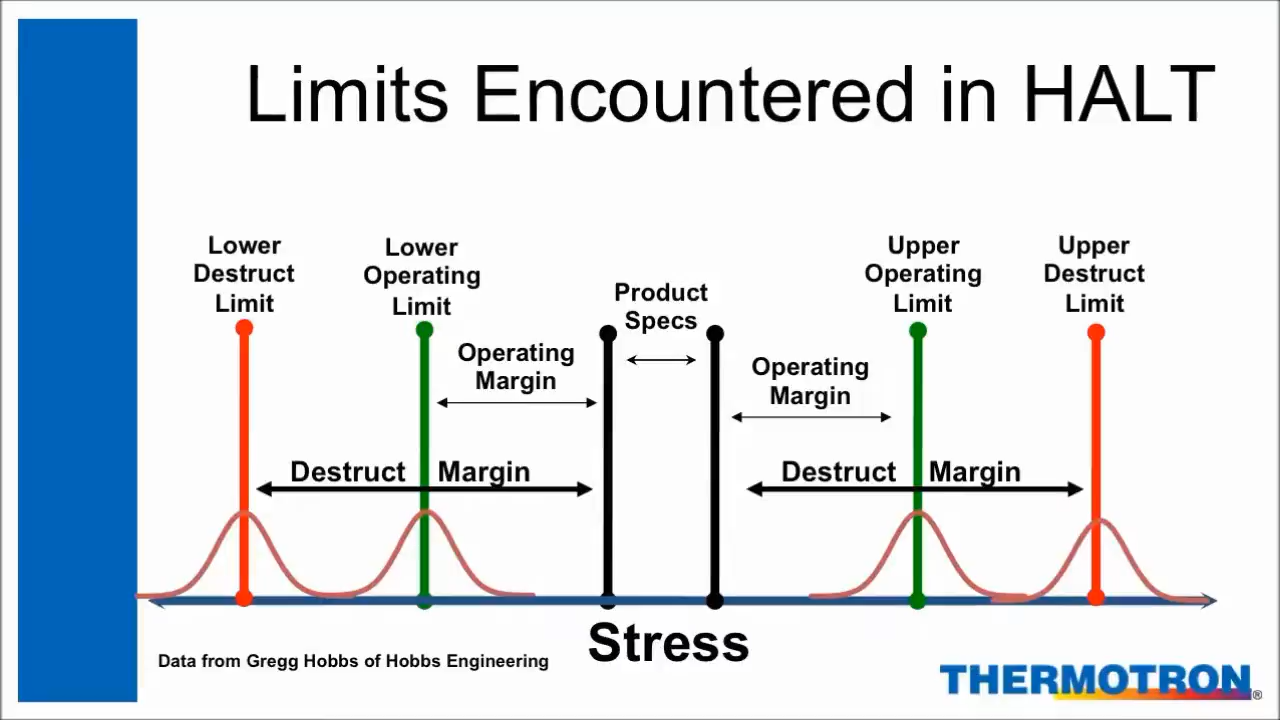 Limits Encountered in HALT
Lower
Destruct
Limit
Lower
Operating
Limit
Product
Specs
Upper
Operating
Limit
Upper
Destruct
Limit
Operating
Margin
Operating
Margin
Destruct Margin
Destruct Margin
Stress
Data from Gregg Hobbs of Hobbs Engineering
THERMOTRON®